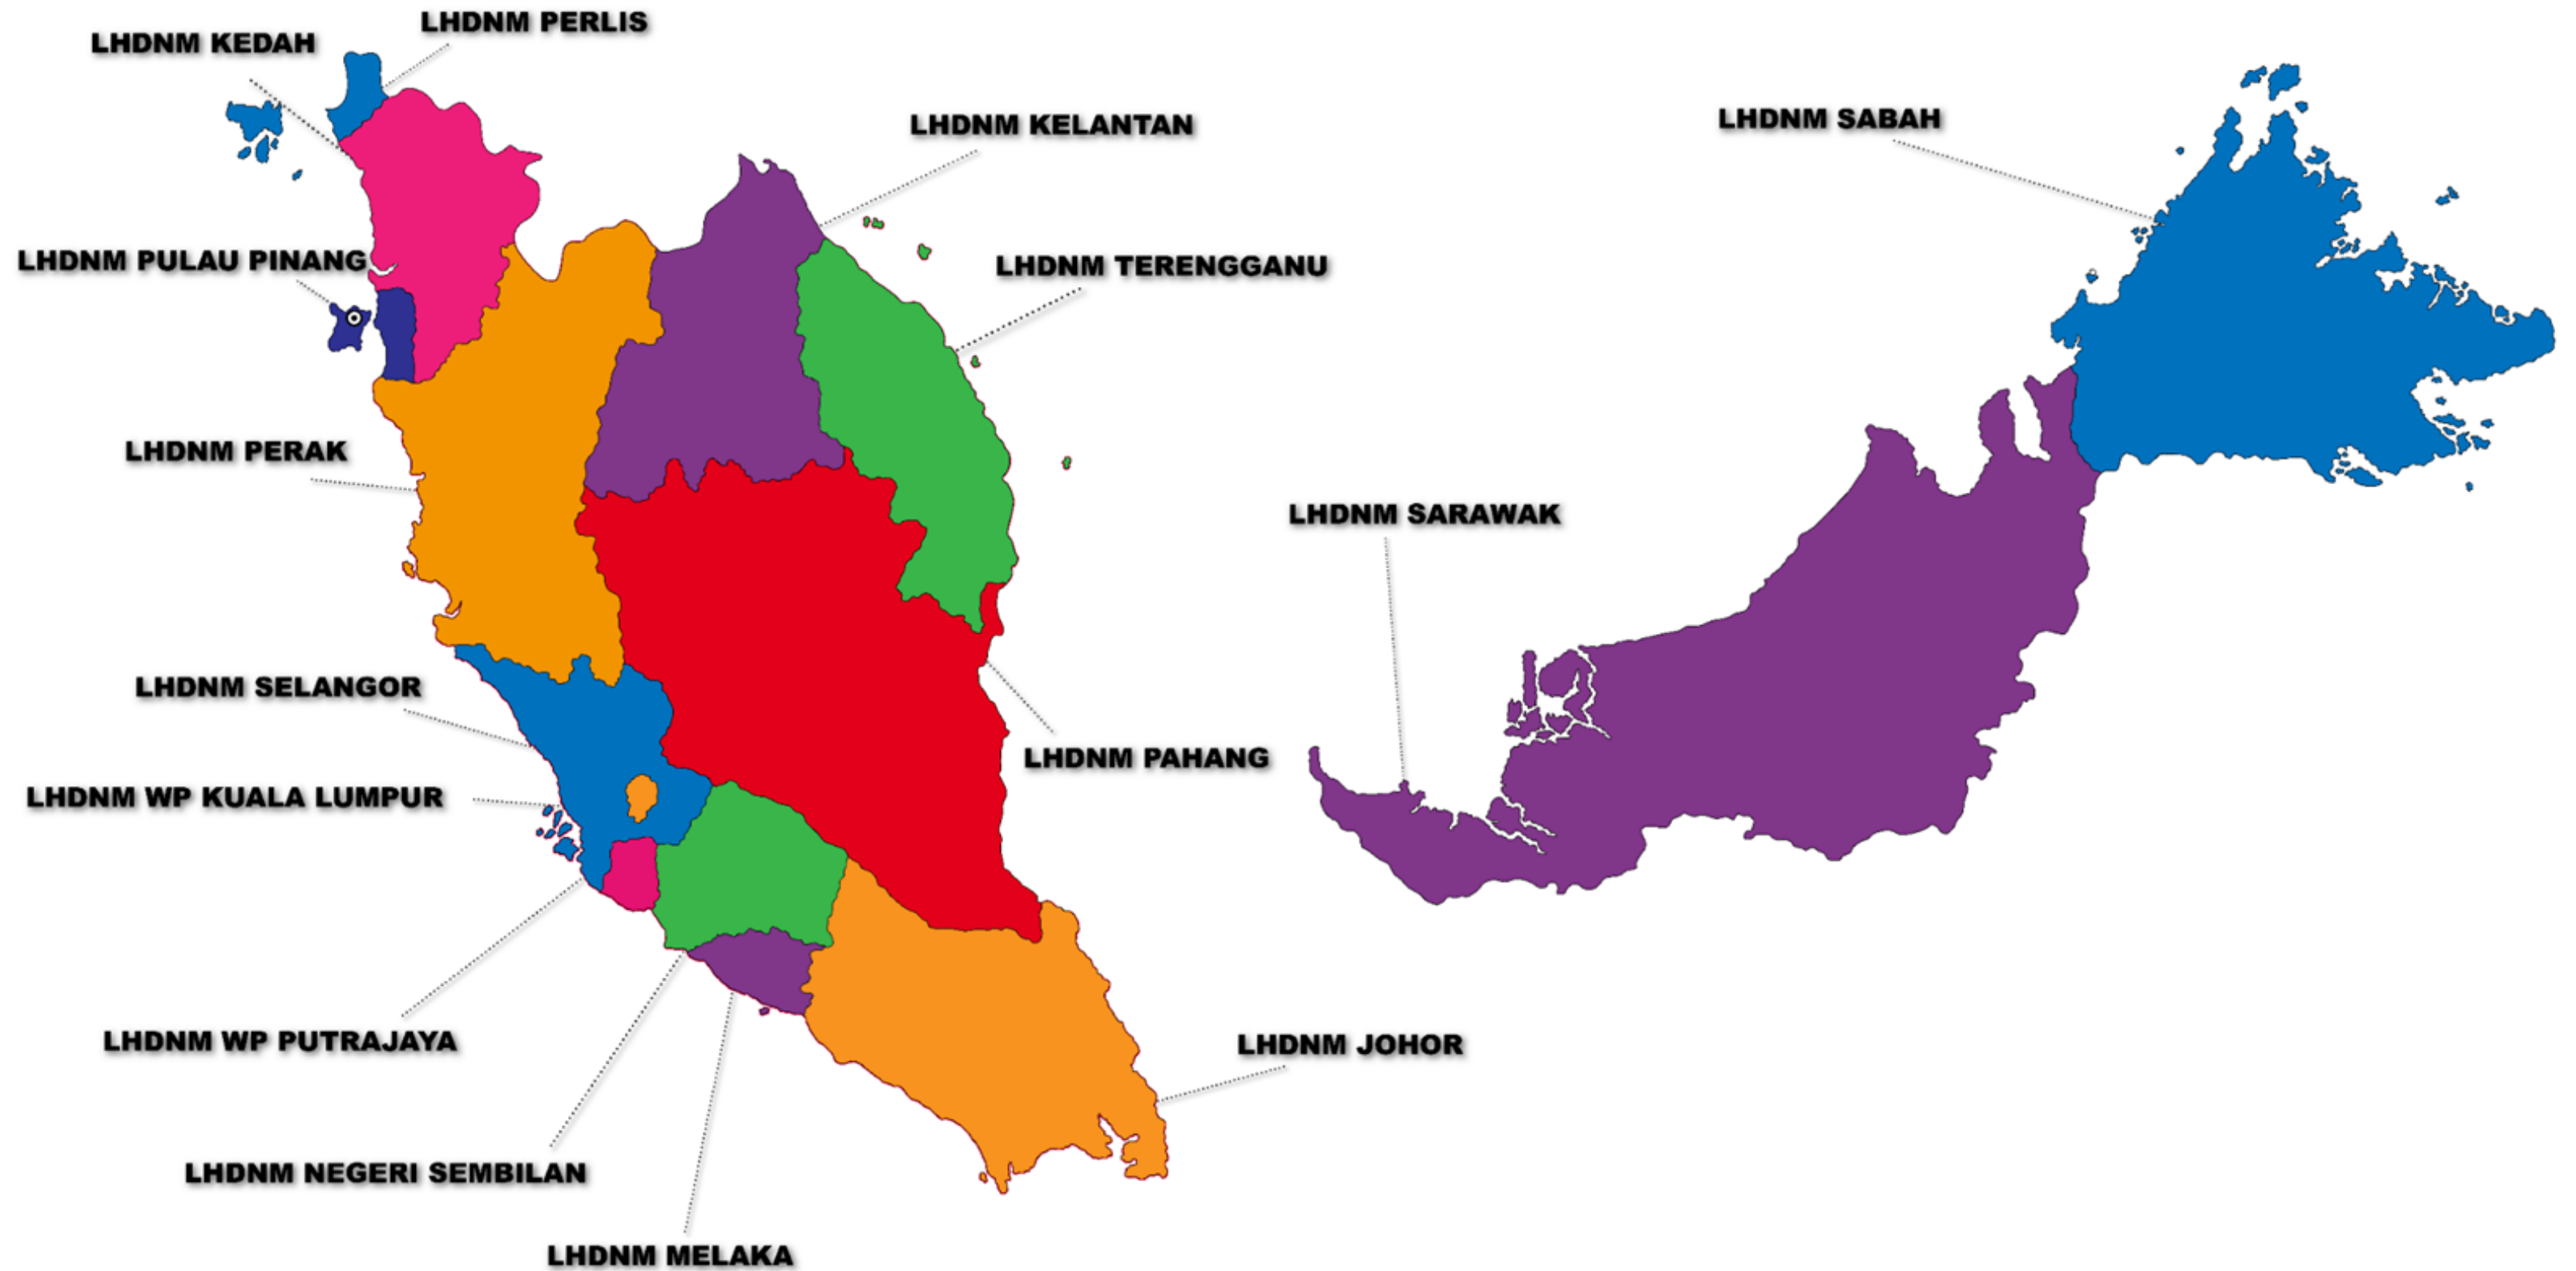 LHDNM PERLIS
LHDNM KEDAH
LHDNM KELANTAN
LHDNM SABAH
LHDNM PULAU PINANG
LHDNM TERENGGANU
LHDNM PERAK
LHDNM SARAWAK
LHDNM SELANGOR
LHDNM PAHANG
LHDNM WP KUALA LUMPUR
LHDNM WP PUTRAJAYA
LHDNM JOHOR
LHDNM NEGERI SEMBILAN
LHDNM MELAKA